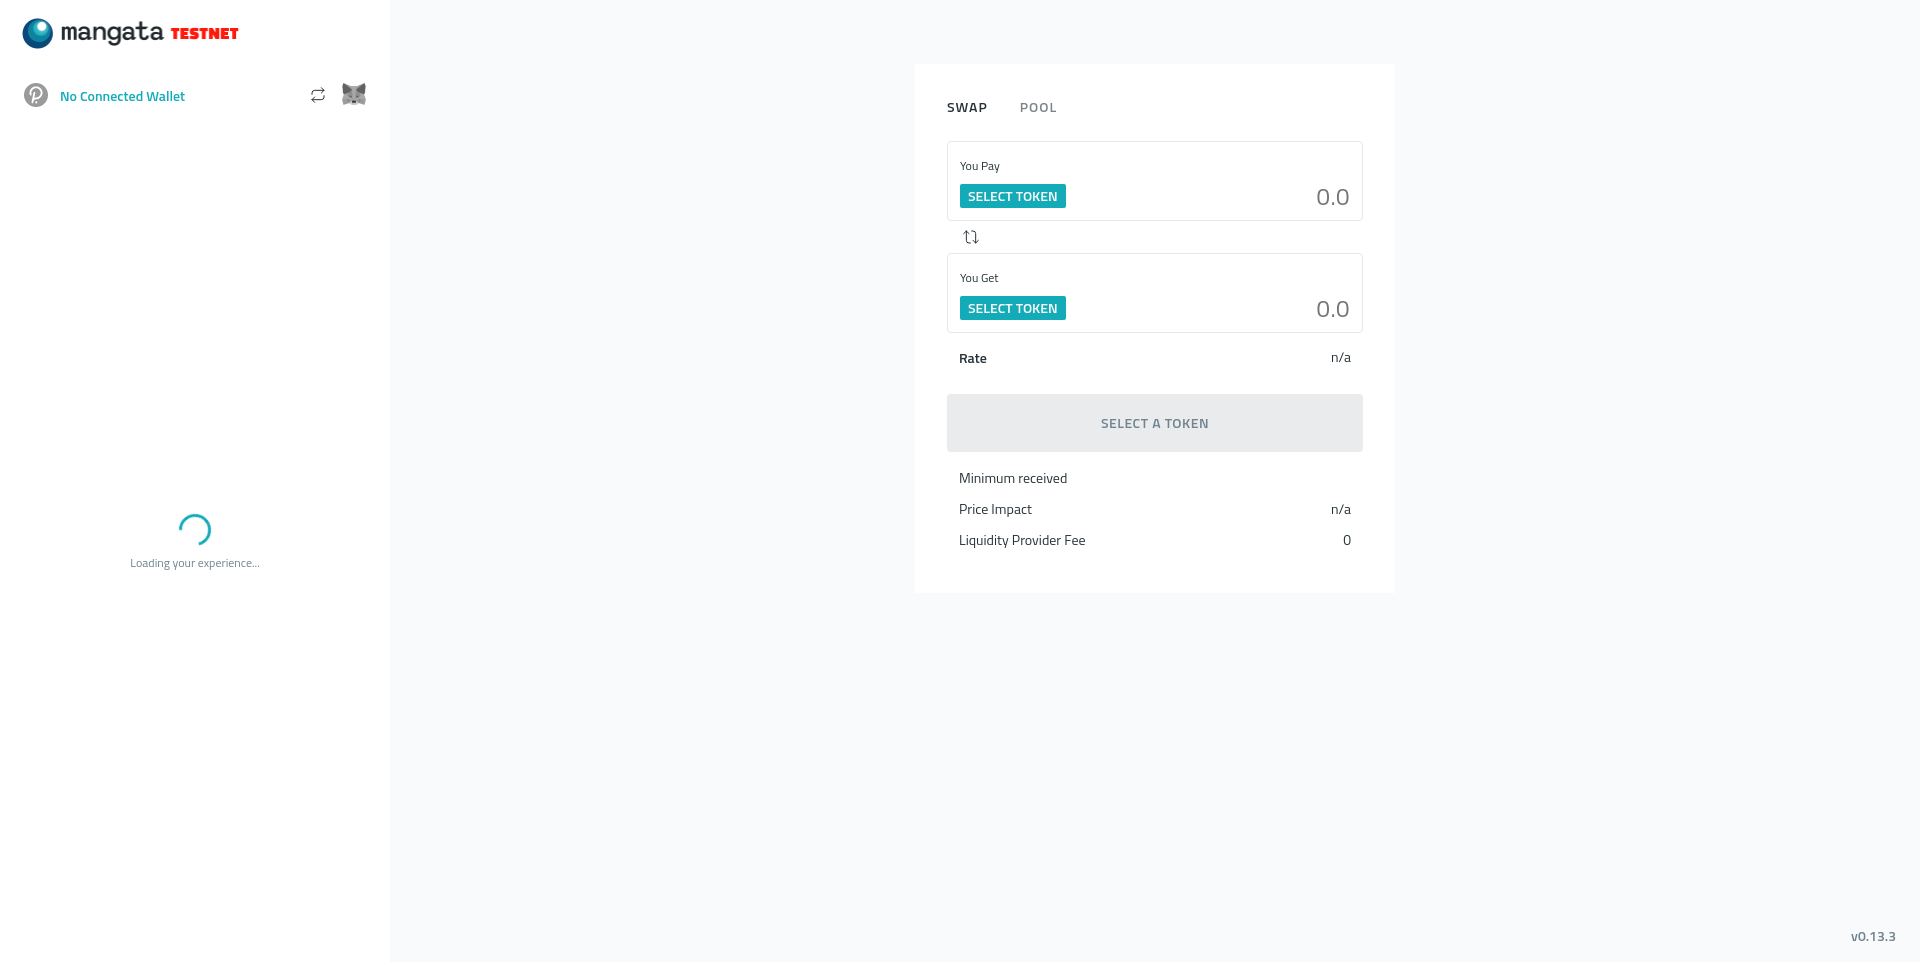 mangata TESTNET
No Connected Wallet
Loading your experience...
SWAP POOL
You Pay
SELECT TOKEN 0.0
You Get
SELECT TOKEN 0.0
Rate n/a
SELECT A TOKEN
Minimum received
Price Impact n/a
Liquidity Provider Fee 0
v0.13.3